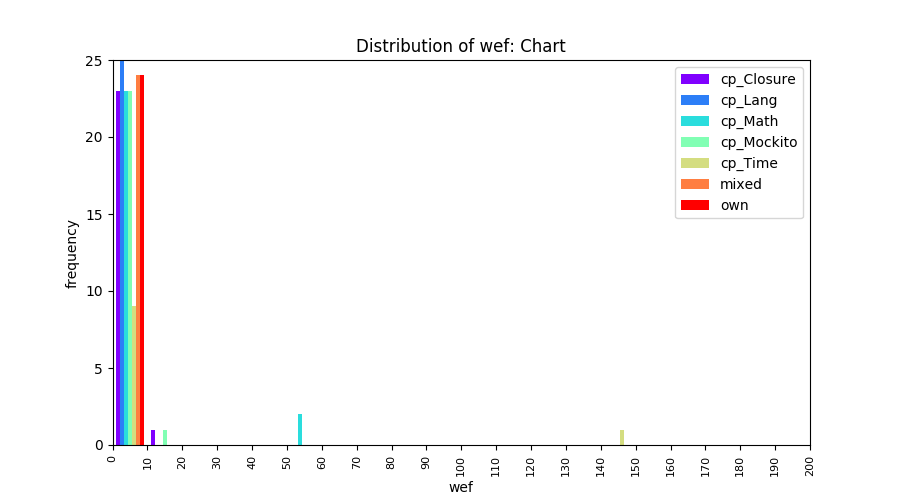 Distribution of wef: Chart
25
20
15
10
5
0
frequency
cp_Closure
cp_Lang
cp_Math
cp_Mockito
cp_Time
mixed
own
0 10 20 30 40 50 60 70 80 90 100 110 120 130 140 150 160 170 180 190 200
wef